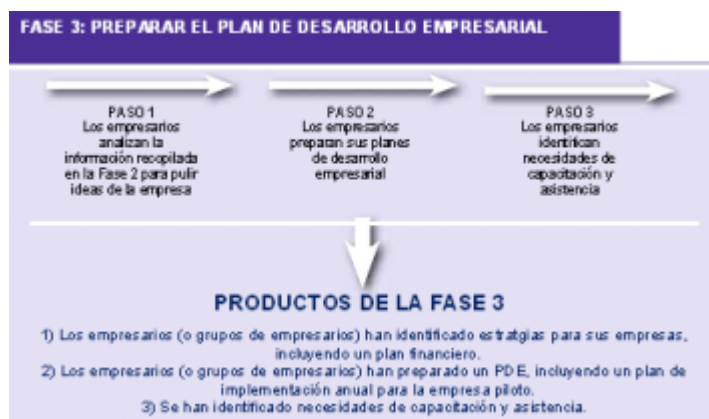 FASE 3: PREPARAR EL PLAN DE DESARROLLO EMPRESARIAL
PASO 1
Los empresarios
analizan la
información recopilada
en la Fase 2 para pulir
ideas de la empresa
PASO 2
Los empresarios
preparan sus planes
de desarrollo
empresarial
PASO 3
Los empresarios
identifican
necesidades de
capacitación y
asistencia
PRODUCTOS DE LA FASE 3
1) Los empresarios (o grupos de empresarios) han identificado estratgias para sus empresas,
incluyendo un plan financiero.
2) Los empresarios (o grupos de empresarios) han preparado un PDE, incluyendo un plan de
implementación anual para la empresa piloto.
3) Se han identificado necesidades de capacitación y asistencia.